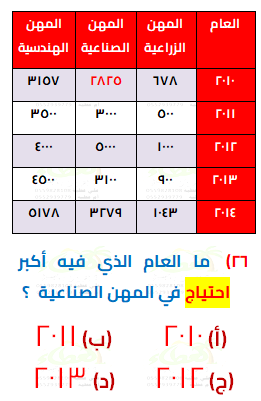 العام المهن الزراعية المهن الصناعية المهن الهندسية
٢٠١٠ ٦٧٨ ٢٨٢٥ ٣١٥٧
٢٠١١ ٥٠٠ ٣٠٠٠ ٣٥٠٠
٢٠١٢ ١٠٠٠ ٥٠٠٠ ٤٠٠٠
٢٠١٣ ٩٠٠ ٣١٠٠ ٤٥٠٠
٢٠١٤ ١٠٤٣ ٣٢٧٩ ٥١٧٨
٢٦) ما العام الذي فيه أكبر
احتياج في المهن الصناعية ؟
(أ) ٢٠١٠ (ب) ٢٠١١
(ج) ٢٠١٢ (د) ٢٠١٣